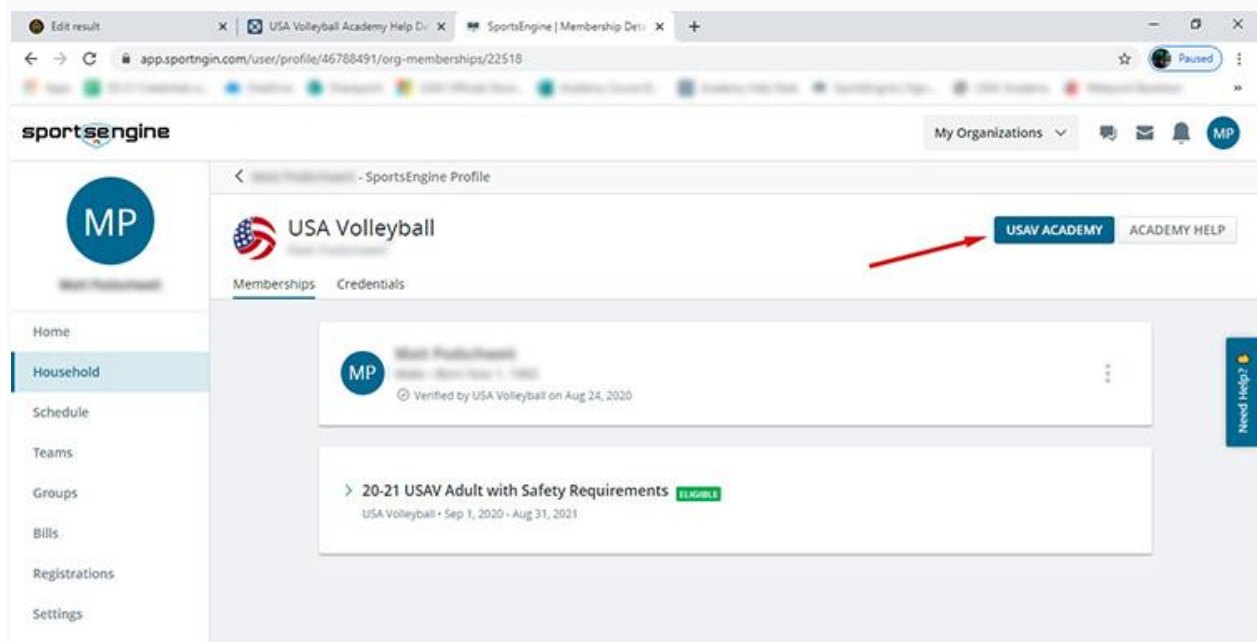 Edit result
USA Volleyball Academy Help De
SportsEngine | Membership Deta
app.sportngin.com/user/profile/46788491/org-memberships/22518
Paused
sportsengine
My Organizations
MP
- SportsEngine Profile
MP
USA Volleyball
USAV ACADEMY
ACADEMY HELP
Memberships Credentials
Home
Household
Schedule
Teams
Groups
Bills
Registrations
Settings
MP
Verified by USA Volleyball on Aug 24, 2020
Need Help?
20-21 USAV Adult with Safety Requirements ELIGIBLE
USA Volleyball • Sep 1, 2020 - Aug 31, 2021